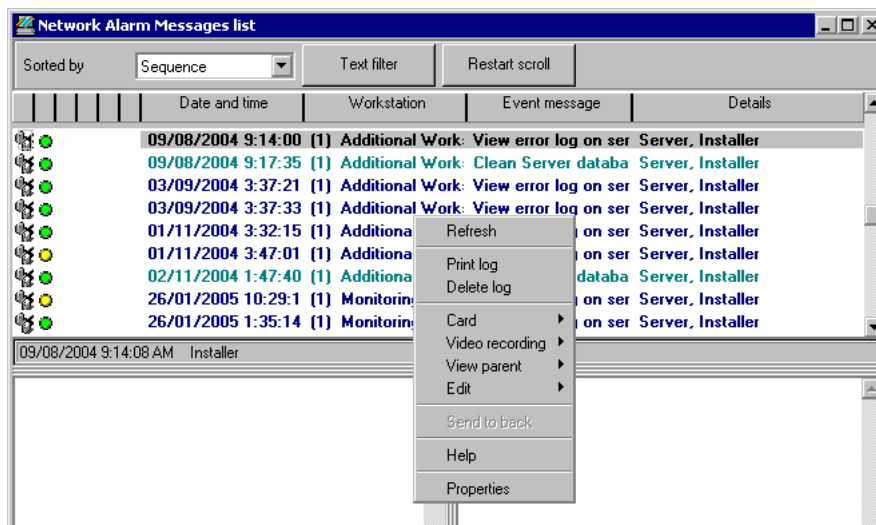 Network Alarm Messages list
Sorted by Sequence Text filter Restart scroll
Date and time Workstation Event message Details
09/08/2004 9:14:00 (1) Additional Work: View error log on ser Server, Installer
09/08/2004 9:17:35 (1) Additional Work: Clean Server databa Server, Installer
03/09/2004 3:37:21 (1) Additional Work: View error log on ser Server, Installer
03/09/2004 3:37:33 (1) Additional Work: View error log on ser Server, Installer
01/11/2004 3:32:15 (1) Additiona on ser Server, Installer
01/11/2004 3:47:01 (1) Additiona on ser Server, Installer
02/11/2004 1:47:40 (1) Additiona databa Server, Installer
26/01/2005 10:29:1 (1) Monitoring on ser Server, Installer
26/01/2005 1:35:14 (1) Monitoring on ser Server, Installer
09/08/2004 9:14:08 AM Installer
Refresh
Print log
Delete log
Card
Video recording
View parent
Edit
Send to back
Help
Properties